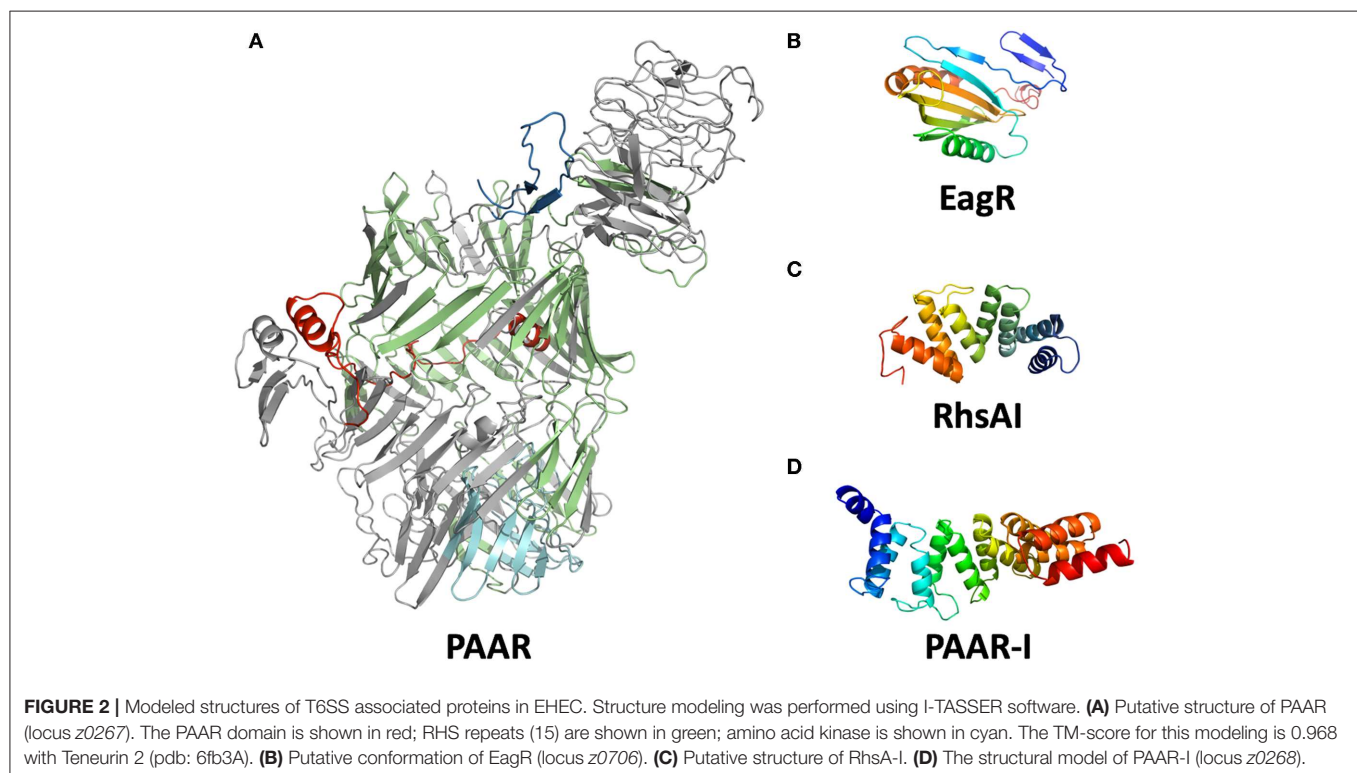 A
B
EagR
C
RhsAI
D
PAAR
PAAR-I
FIGURE 2 | Modeled structures of T6SS associated proteins in EHEC. Structure modeling was performed using I-TASSER software. (A) Putative structure of PAAR
(locus z0267). The PAAR domain is shown in red; RHS repeats (15) are shown in green; amino acid kinase is shown in cyan. The TM-score for this modeling is 0.968
with Teneurin 2 (pdb: 6fb3A). (B) Putative conformation of EagR (locus z0706). (C) Putative structure of RhsA-I. (D) The structural model of PAAR-I (locus z0268).